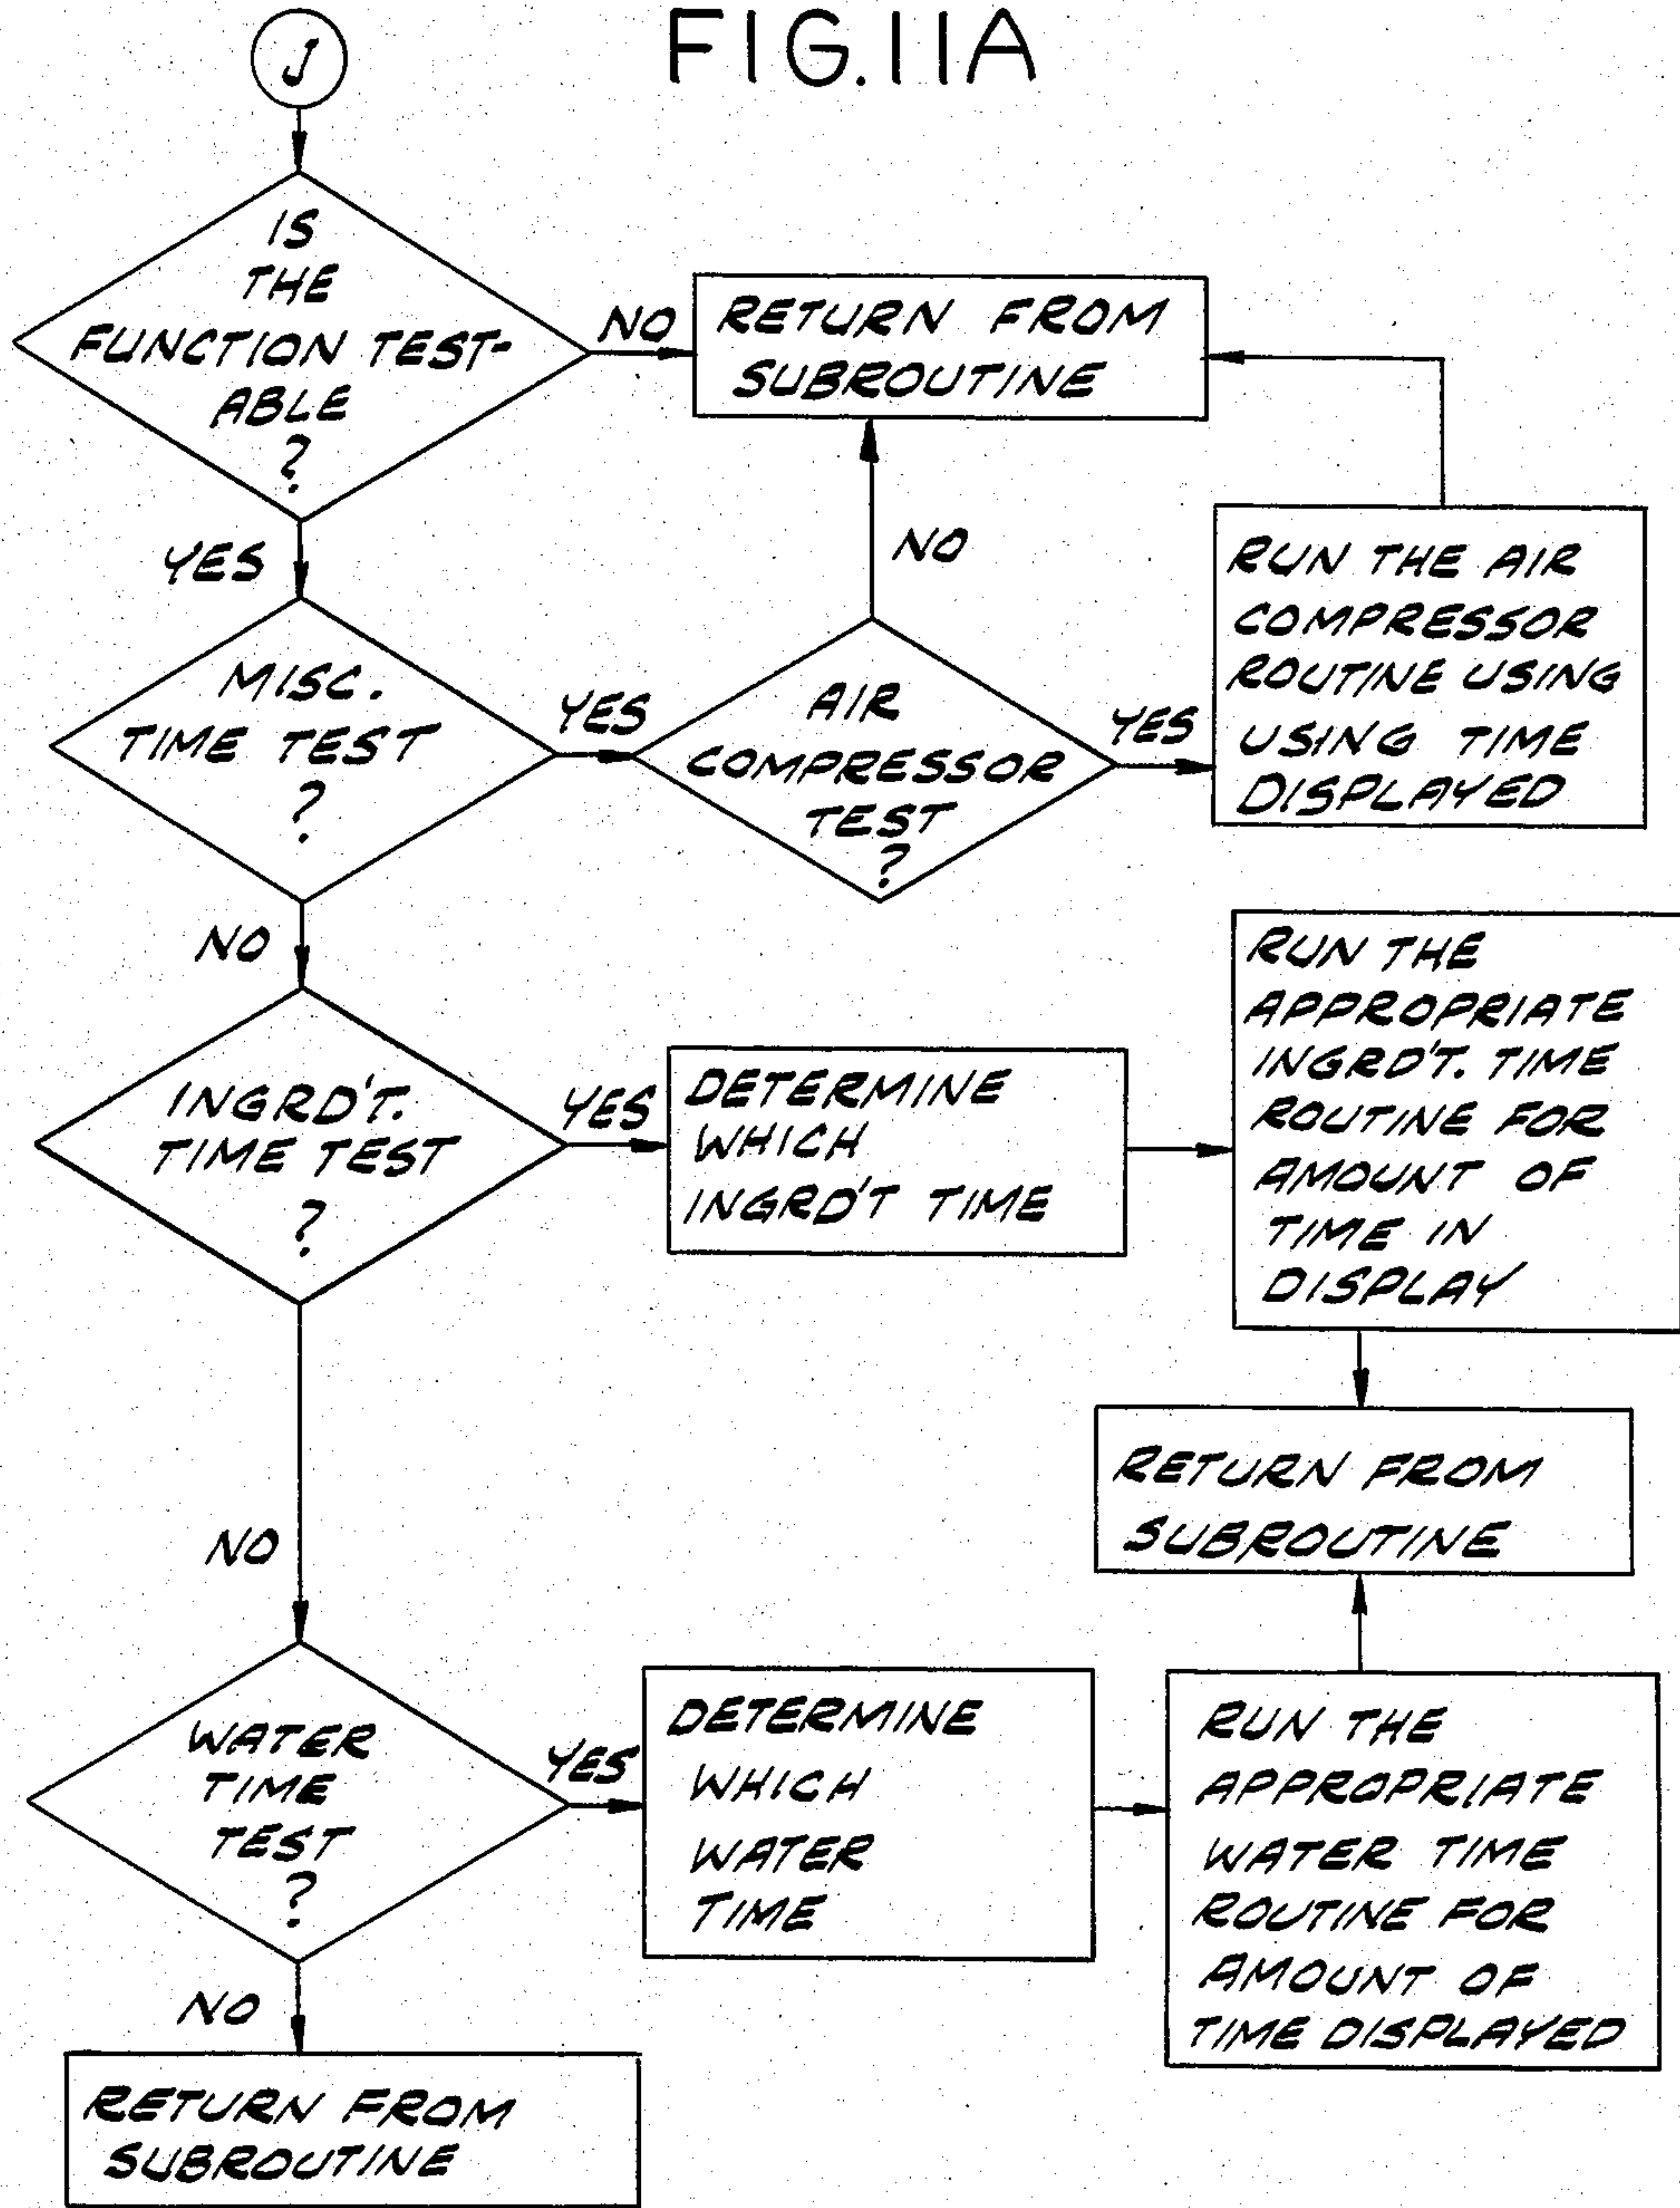 FIG.11A
J
IS
THE
FUNCTION TEST-
ABLE
?
NO
RETURN FROM
SUBROUTINE
YES
MISC.
TIME TEST
?
YES
AIR
COMPRESSOR
TEST
?
NO
YES
RUN THE AIR
COMPRESSOR
ROUTINE USING
USING TIME
DISPLAYED
NO
INGRD'T.
TIME TEST
?
YES
DETERMINE
WHICH
INGRD'T TIME
RUN THE
APPROPRIATE
INGRD'T. TIME
ROUTINE FOR
AMOUNT OF
TIME IN
DISPLAY
RETURN FROM
SUBROUTINE
NO
WATER
TIME
TEST
?
YES
DETERMINE
WHICH
WATER
TIME
RUN THE
APPROPRIATE
WATER TIME
ROUTINE FOR
AMOUNT OF
TIME DISPLAYED
NO
RETURN FROM
SUBROUTINE